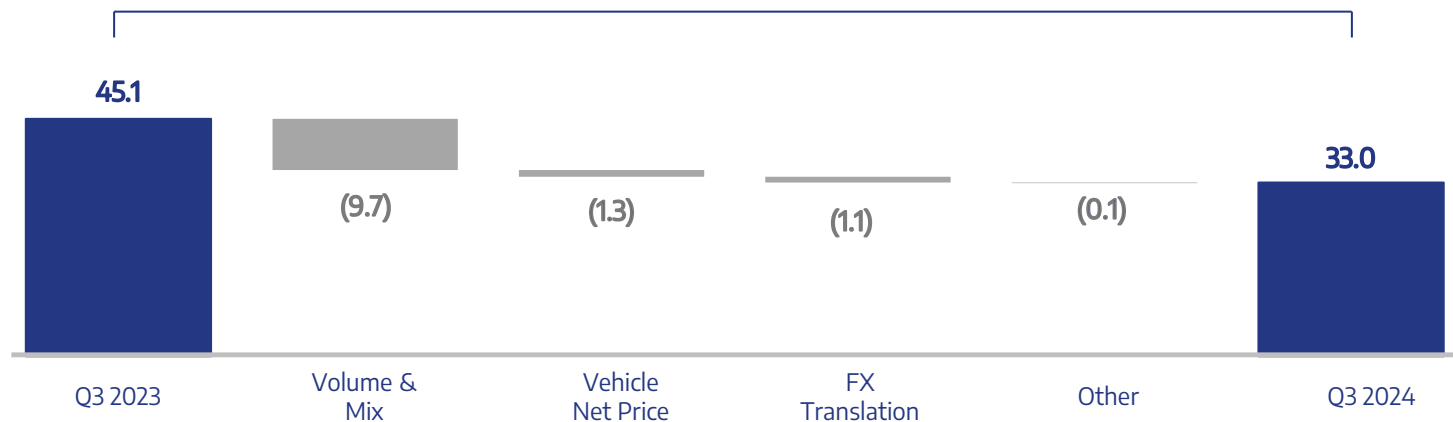 45.1
33.0
(9.7)
(1.3)
(1.1)
(0.1)
Q3 2023
Volume &
Mix
Vehicle
Net Price
FX
Translation
Other
Q3 2024